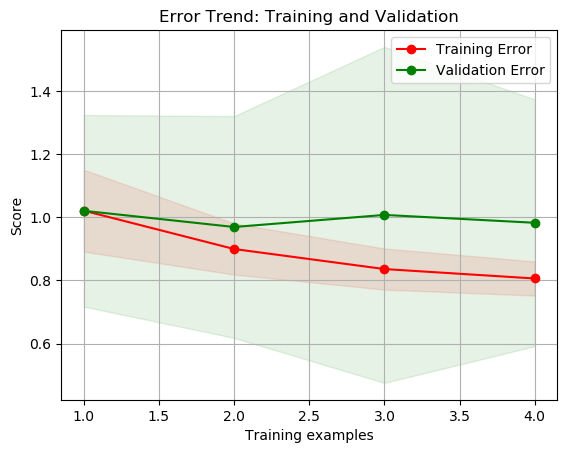 Error Trend: Training and Validation
Training Error
Validation Error
Score
1.4
1.2
1.0
0.8
0.6
1.0 1.5 2.0 2.5 3.0 3.5 4.0
Training examples